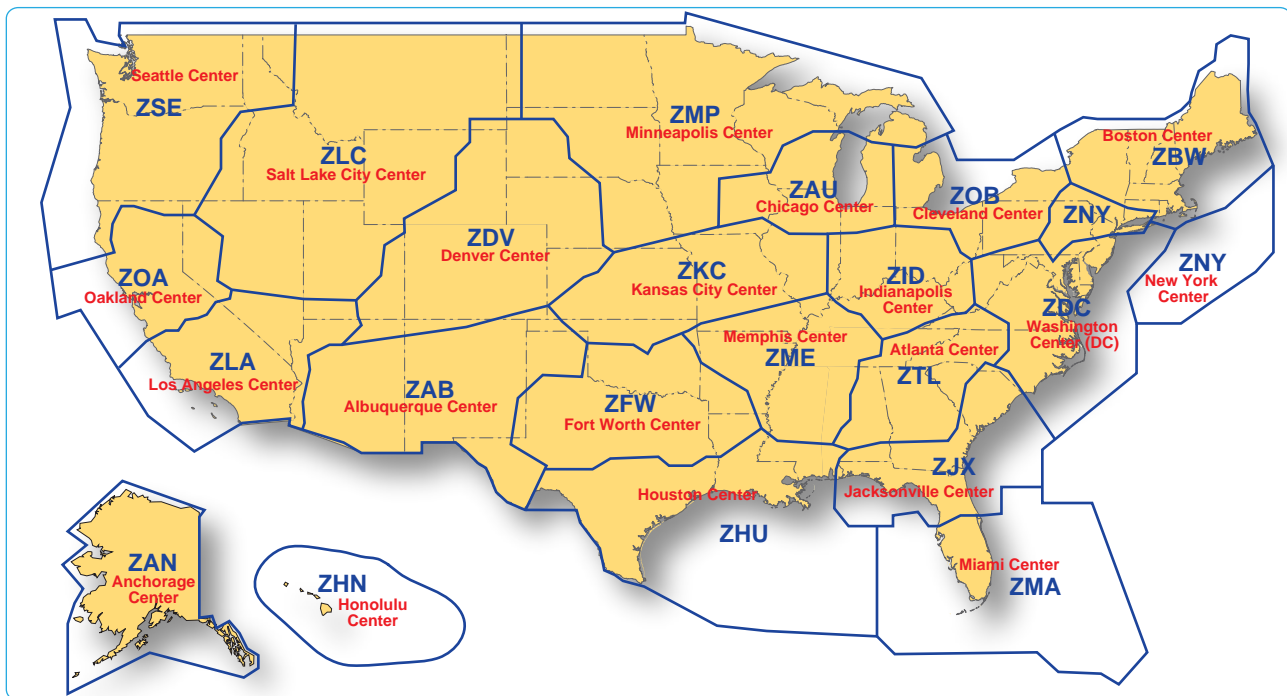 Seattle Center
ZSE
ZLC
Salt Lake City Center
ZMP
Minneapolis Center
Boston Center
ZBW
ZAU
Chicago Center
ZOB
Cleveland Center
ZNY
ZDV
Denver Center
ZOA
Oakland Center
ZKC
Kansas City Center
ZID
Indianapolis
Center
ZNY
New York
Center
ZDC
Washington
Center (DC)
ZLA
Los Angeles Center
ZAB
Albuquerque Center
ZFW
Fort Worth Center
Memphis Center
ZME
Atlanta Center
ZTL
ZJX
Jacksonville Center
Houston Center
ZHU
Miami Center
ZMA
ZAN
Anchorage
Center
ZHN
Honolulu
Center